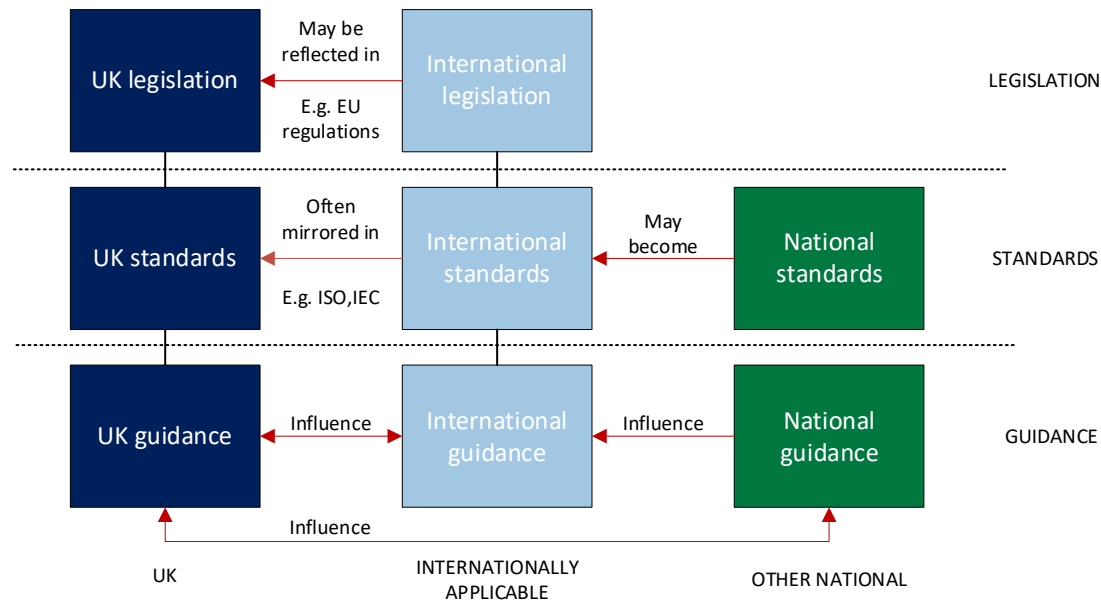 May be
reflected in
UK legislation
International
legislation
E.g. EU
regulations
LEGISLATION
Often
mirrored in
UK standards
International
standards
E.g. ISO,IEC
May
become
National
standards
STANDARDS
UK guidance
Influence
International
guidance
Influence
National
guidance
GUIDANCE
Influence
UK
INTERNATIONALLY
APPLICABLE
OTHER NATIONAL